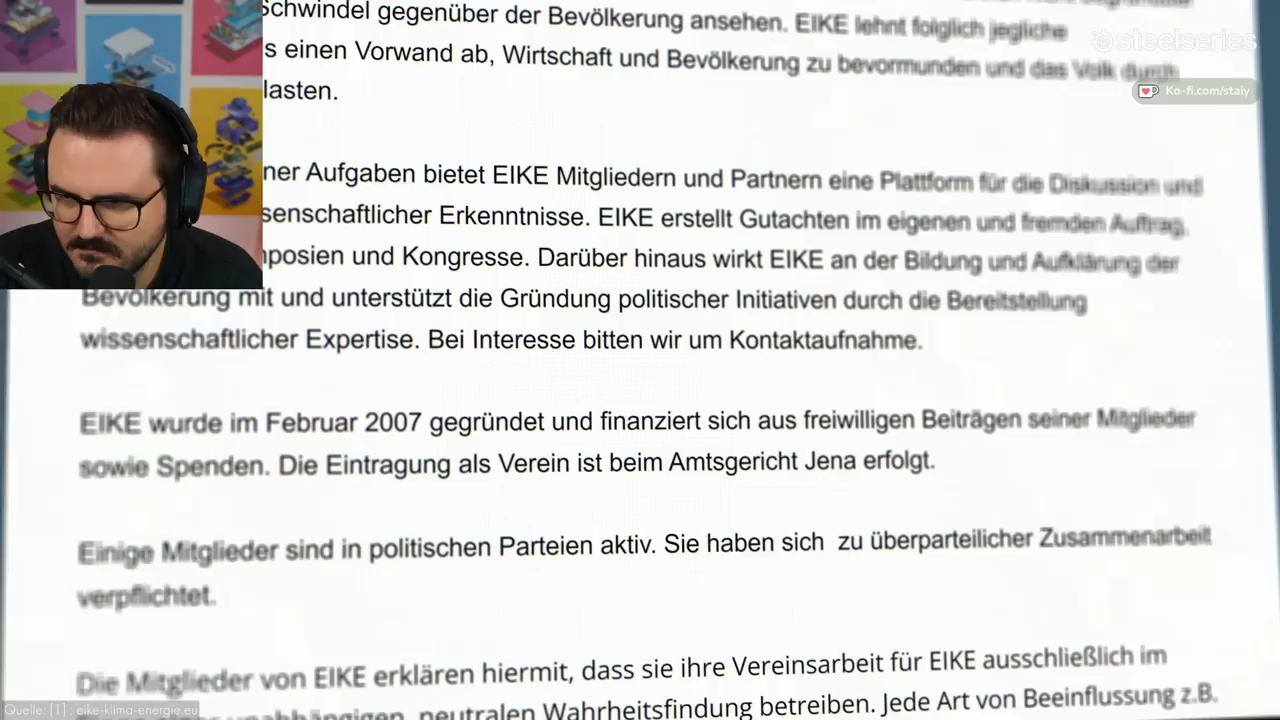 Schwindel gegenüber der Bevölkerung ansehen. EIKE lehnt folglich jegliche
s einen Vorwand ab, Wirtschaft und Bevölkerung zu bevormunden und das Volk durch
lasten.
steelseries
Ko-fi.com/staiy
ner Aufgaben bietet EIKE Mitgliedern und Partnern eine Plattform für die Diskussion und
senschaftlicher Erkenntnisse. EIKE erstellt Gutachten im eigenen und fremden Auftrag,
posien und Kongresse. Darüber hinaus wirkt EIKE an der Bildung und Aufklärung der
Bevölkerung mit und unterstützt die Gründung politischer Initiativen durch die Bereitstellung
wissenschaftlicher Expertise. Bei Interesse bitten wir um Kontaktaufnahme.
EIKE wurde im Februar 2007 gegründet und finanziert sich aus freiwilligen Beiträgen seiner Mitglieder
sowie Spenden. Die Eintragung als Verein ist beim Amtsgericht Jena erfolgt.
Einige Mitglieder sind in politischen Parteien aktiv. Sie haben sich zu überparteilicher Zusammenarbeit
verpflichtet.
Die Mitglieder von EIKE erklären hiermit, dass sie ihre Vereinsarbeit für EIKE ausschließlich im
neutralen Wahrheitsfindung betreiben. Jede Art von Beeinflussung z.B.
Quelle: [1] : eike-klima-energie.eu